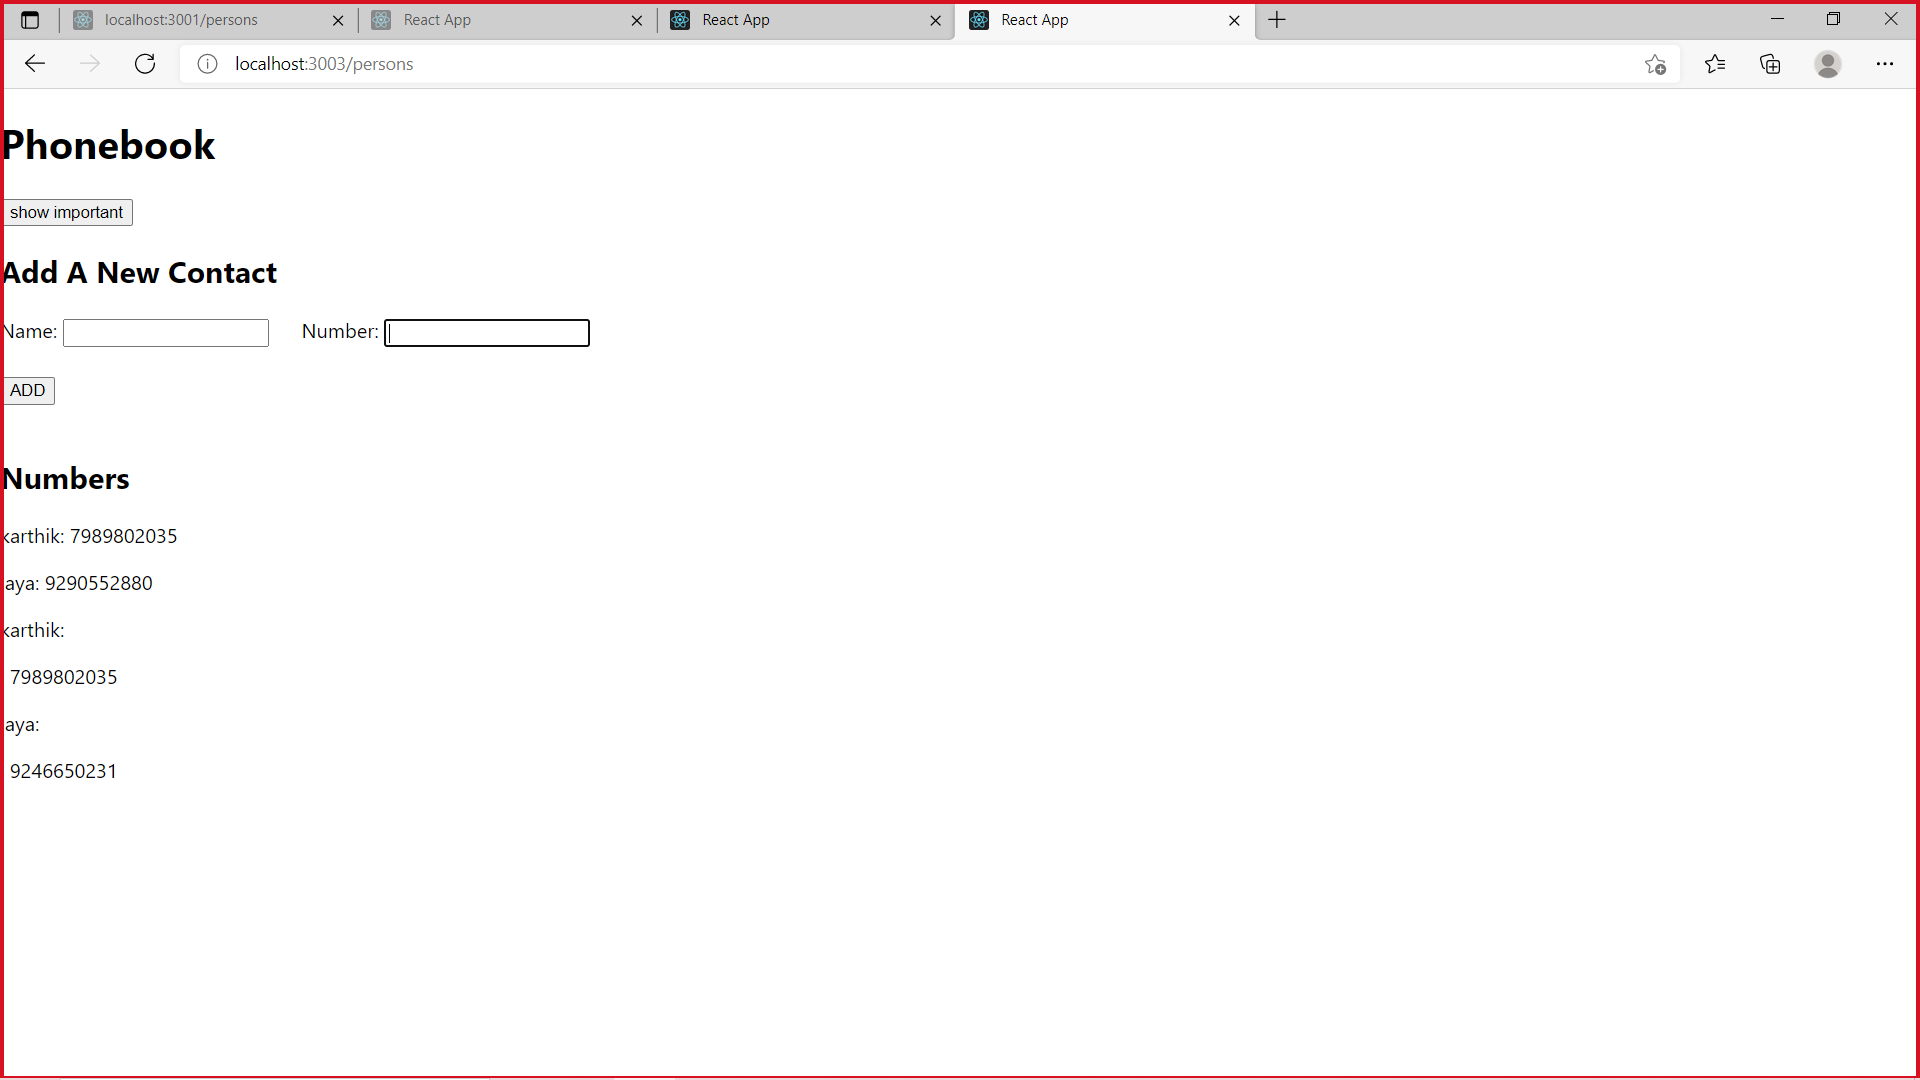 localhost:3001/persons
React App
React App
React App
localhost:3003/persons
Phonebook
show important
Add A New Contact
Name:
Number:
ADD
Numbers
karthik: 7989802035
aya: 9290552880
karthik:
7989802035
aya:
9246650231